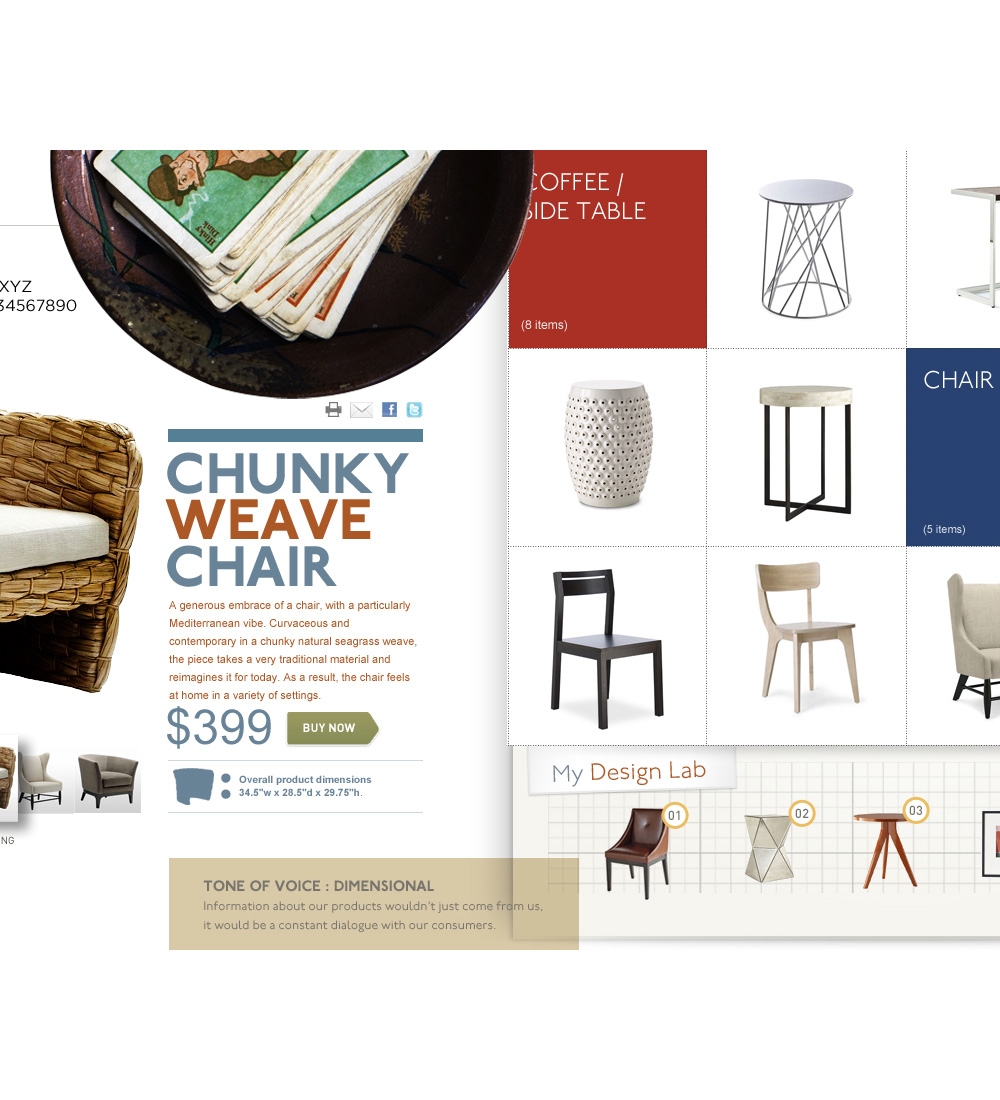 COFFEE /
SIDE TABLE
(8 items)
XYZ
34567890
Hinky
Dink
f
t
CHAIR
(5 items)
CHUNKY
WEAVE
CHAIR
A generous embrace of a chair, with a particularly
Mediterranean vibe. Curvaceous and
contemporary in a chunky natural seagrass weave,
the piece takes a very traditional material and
reimagines it for today. As a result, the chair feels
at home in a variety of settings.
$399
BUY NOW
Overall product dimensions
34.5"w x 28.5"d x 29.75"h.
NG
My Design Lab
01
02
03
TONE OF VOICE : DIMENSIONAL
Information about our products wouldn't just come from us,
it would be a constant dialogue with our consumers.